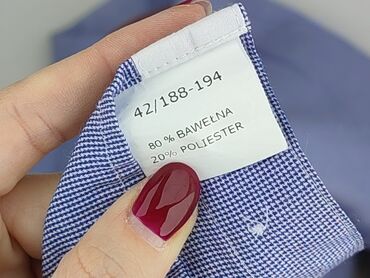 42/188-194
80 % BAWEŁNA
20% POLIESTER